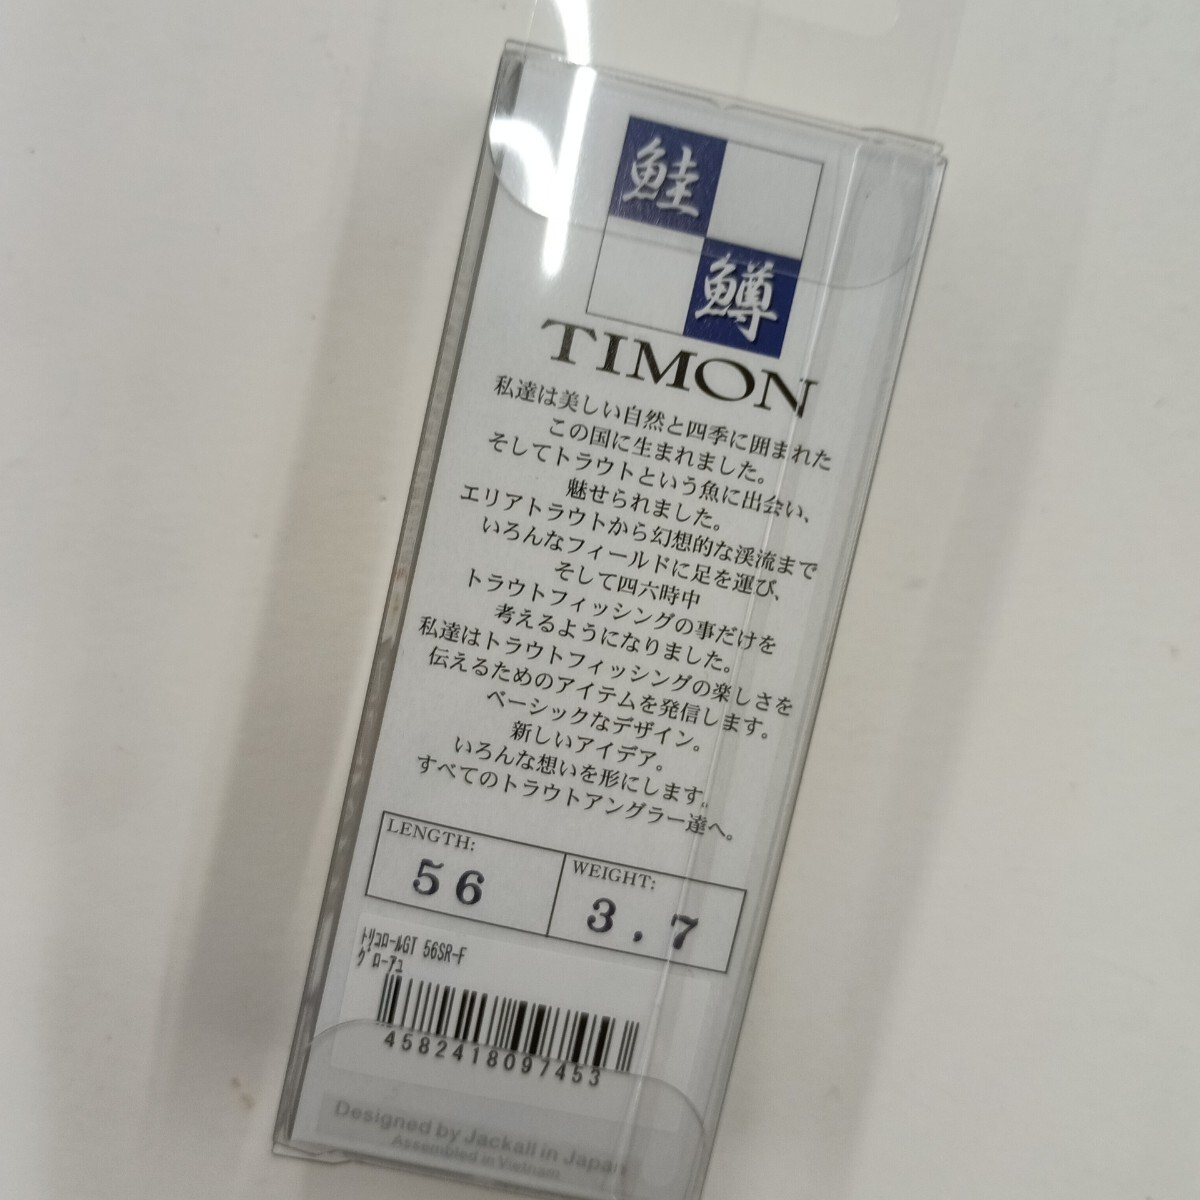 鮭
鱒
TIMON
私達は美しい自然と四季に囲まれた
この国に生まれました。
そしてトラウトという魚に出会い、
魅せられました。
エリアトラウトから幻想的な渓流まで
いろんなフィールドに足を運び、
そして四六時中
トラウトフィッシングの事だけを
考えるようになりました。
私達はトラウトフィッシングの楽しさを
伝えるためのアイテムを発信します。
ベーシックなデザイン。
新しいアイデア。
いろんな想いを形にします。
すべてのトラウトアングラー達へ。
LENGTH:
56
WEIGHT:
3.7
ﾄﾘｺﾛｰﾙGT 56SR-F
ｸﾞﾛｰｱﾕ
4582418097453
Designed by Jackall in Japan
Assembled in Vietnam